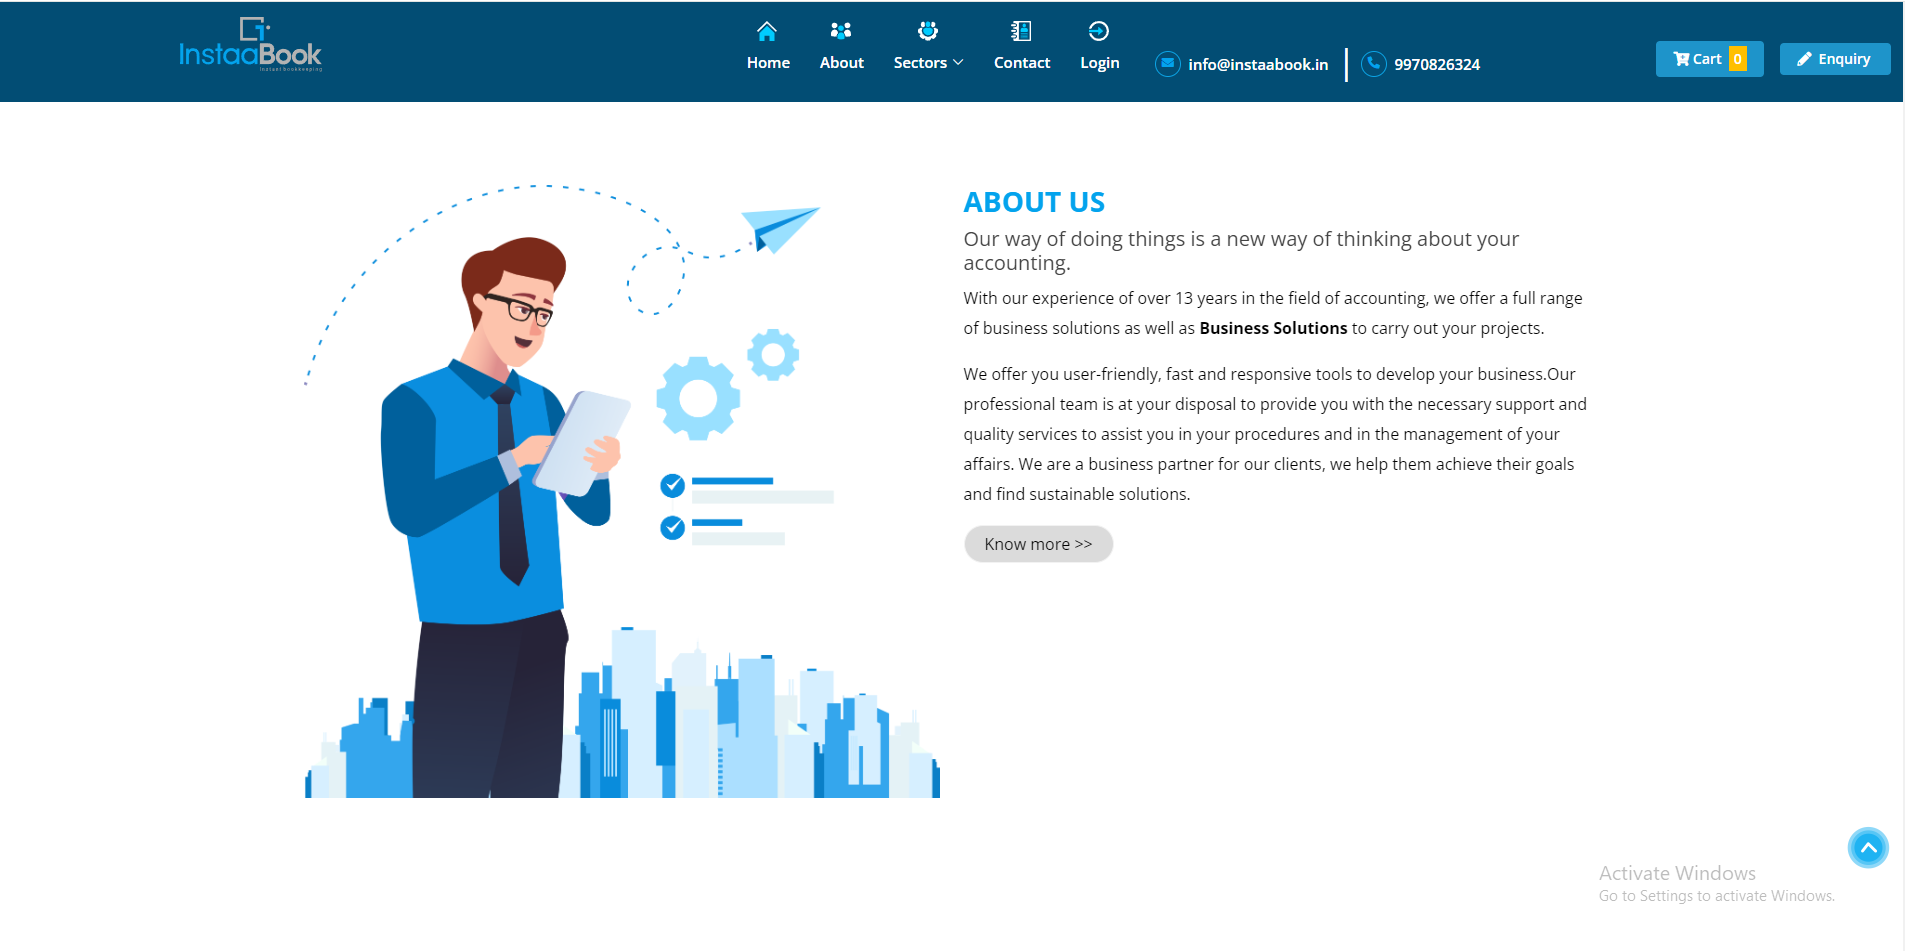 InstaaBook
instant bookkeeping
Home
About
Sectors
Contact
Login
info@instaabook.in
9970826324
Cart 0
Enquiry
ABOUT US
Our way of doing things is a new way of thinking about your
accounting.
With our experience of over 13 years in the field of accounting, we offer a full range
of business solutions as well as Business Solutions to carry out your projects.
We offer you user-friendly, fast and responsive tools to develop your business.Our
professional team is at your disposal to provide you with the necessary support and
quality services to assist you in your procedures and in the management of your
affairs. We are a business partner for our clients, we help them achieve their goals
and find sustainable solutions.
Know more >>
Activate Windows
Go to Settings to activate Windows.